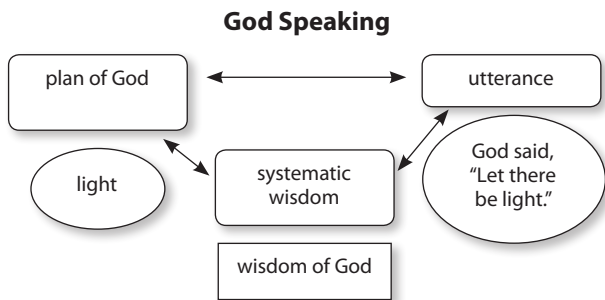 God Speaking
plan of God
utterance
light
systematic
wisdom
God said,
“Let there
be light.”
wisdom of God